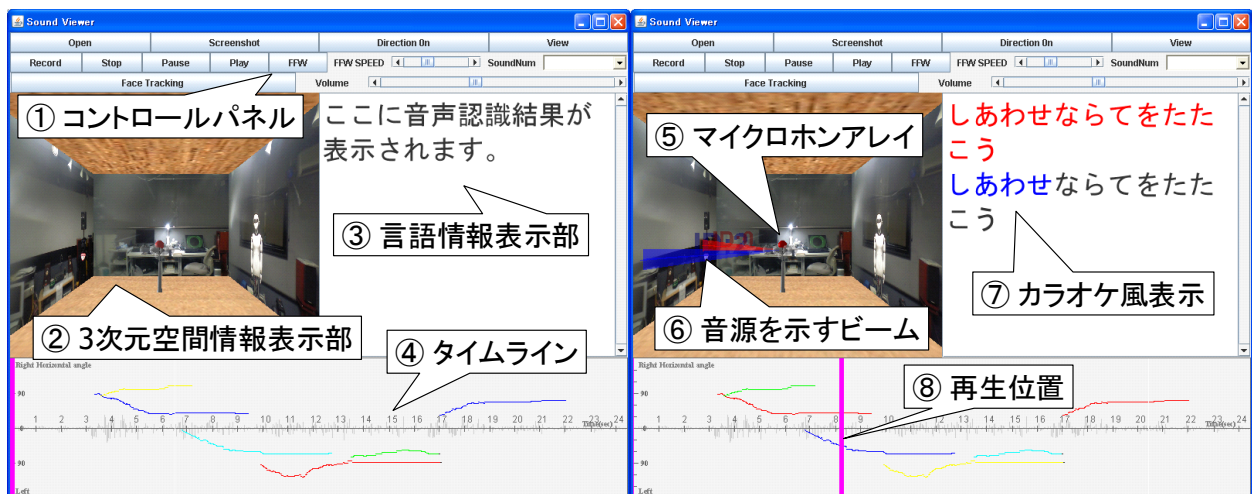 Sound Viewer
Open Screenshot Direction On View
Record Stop Pause Play FFW FFW SPEED SoundNum
Face Tracking Volume
① コントロールパネル
ここに音声認識結果が
表示されます。
③ 言語情報表示部
② 3次元空間情報表示部
④ タイムライン
Right Horizontal angle
90
1 2 3 4 5 6 7 8 9 10 11 12 13 14 15 16 17 18 19 20 21 22 23 24
0 Time(sec)
90
Left
Sound Viewer
Open Screenshot Direction On View
Record Stop Pause Play FFW FFW SPEED SoundNum
Face Tracking Volume
⑤ マイクロホンアレイ
しあわせならてをたた
こう
しあわせならてをたた
こう
⑦ カラオケ風表示
⑥ 音源を示すビーム
⑧ 再生位置
Right Horizontal angle
90
1 2 3 4 5 6 7 8 9 10 11 12 13 14 15 16 17 18 19 20 21 22 23 24
0 Time(sec)
90
Left